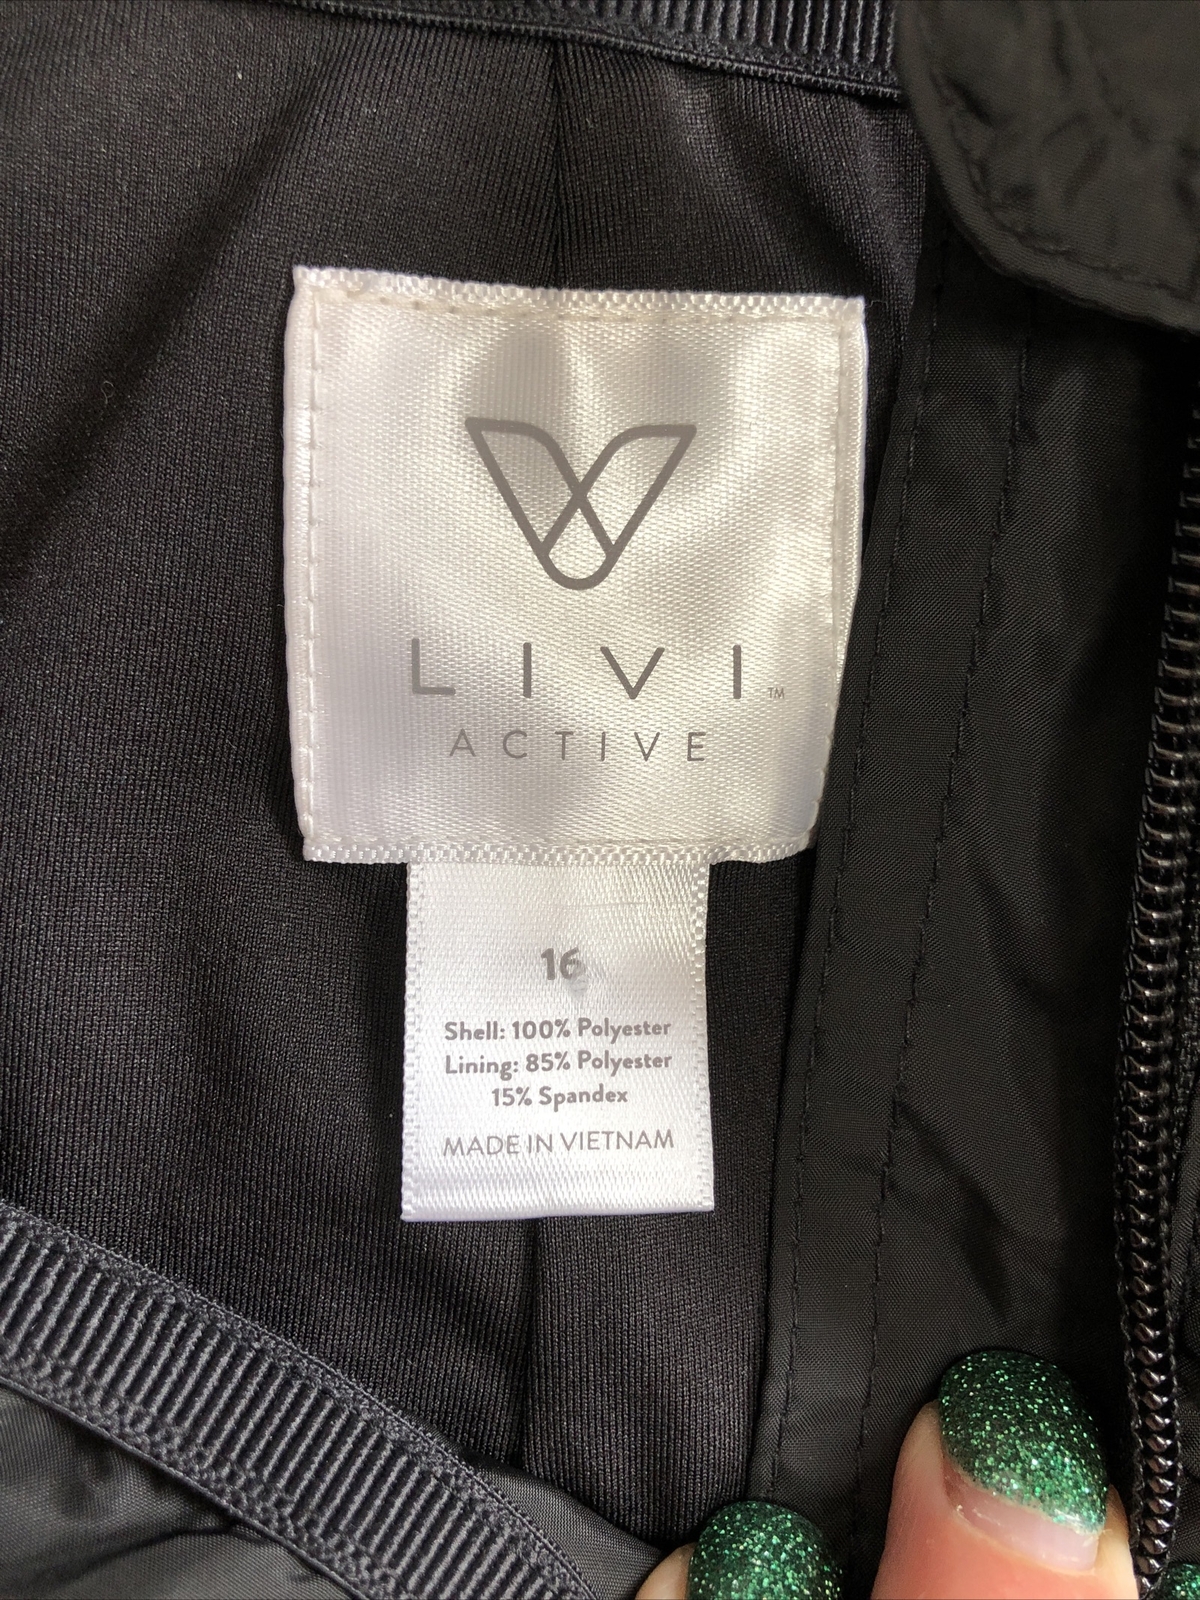 LIVI™
ACTIVE
16
Shell: 100% Polyester
Lining: 85% Polyester
15% Spandex
MADE IN VIETNAM